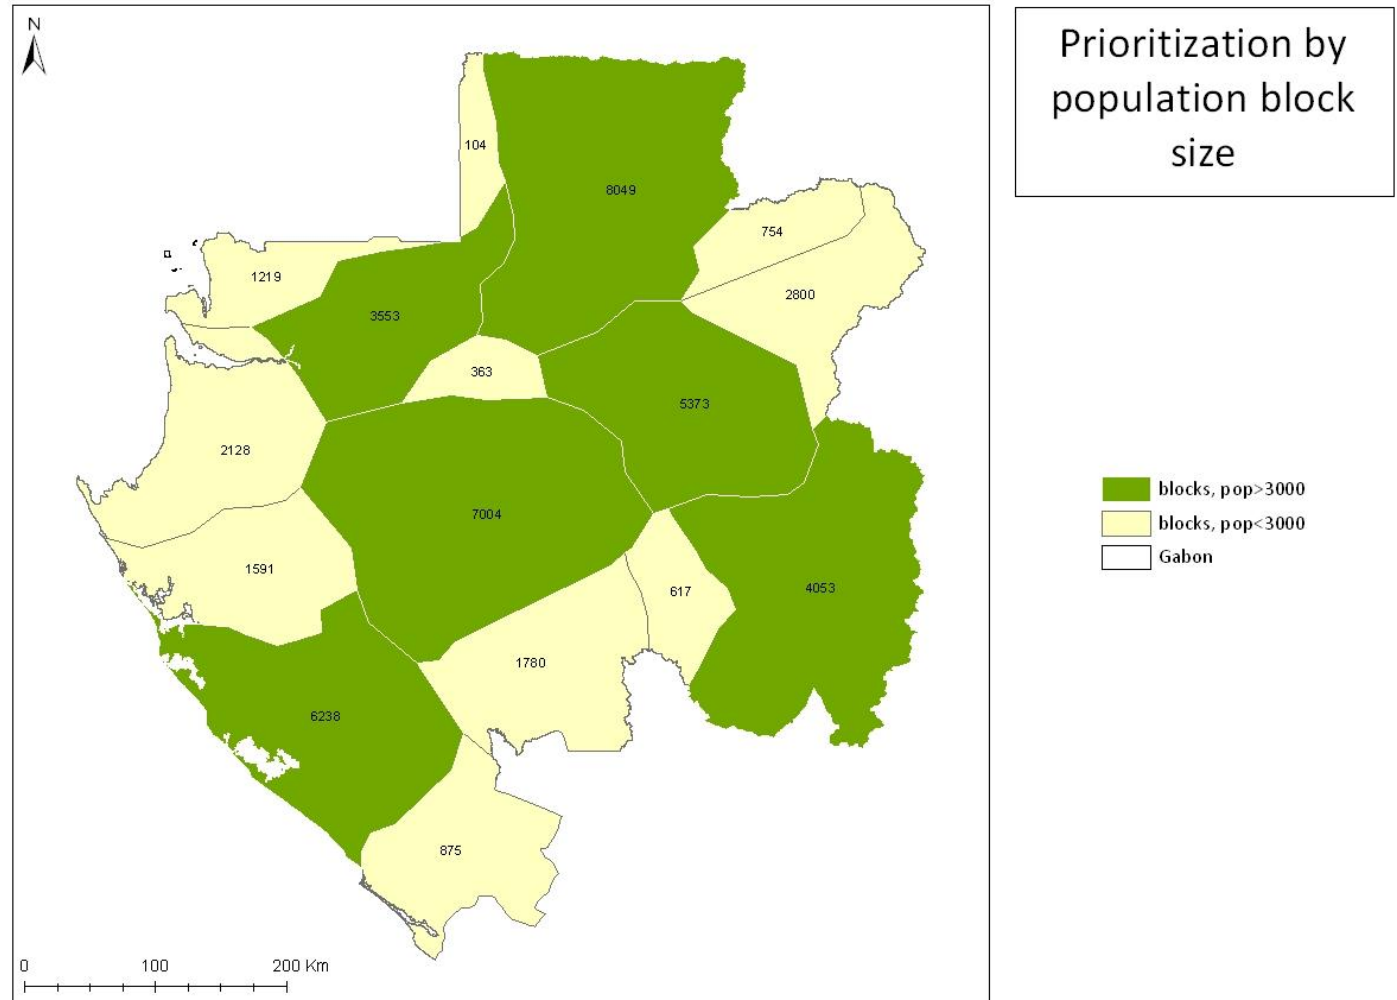 N
Prioritization by
population block
size
104
8049
754
1219
2800
3553
363
5373
2128
7004
1591
4053
617
1780
6238
875
blocks, pop>3000
blocks, pop<3000
Gabon
0 100 200 Km